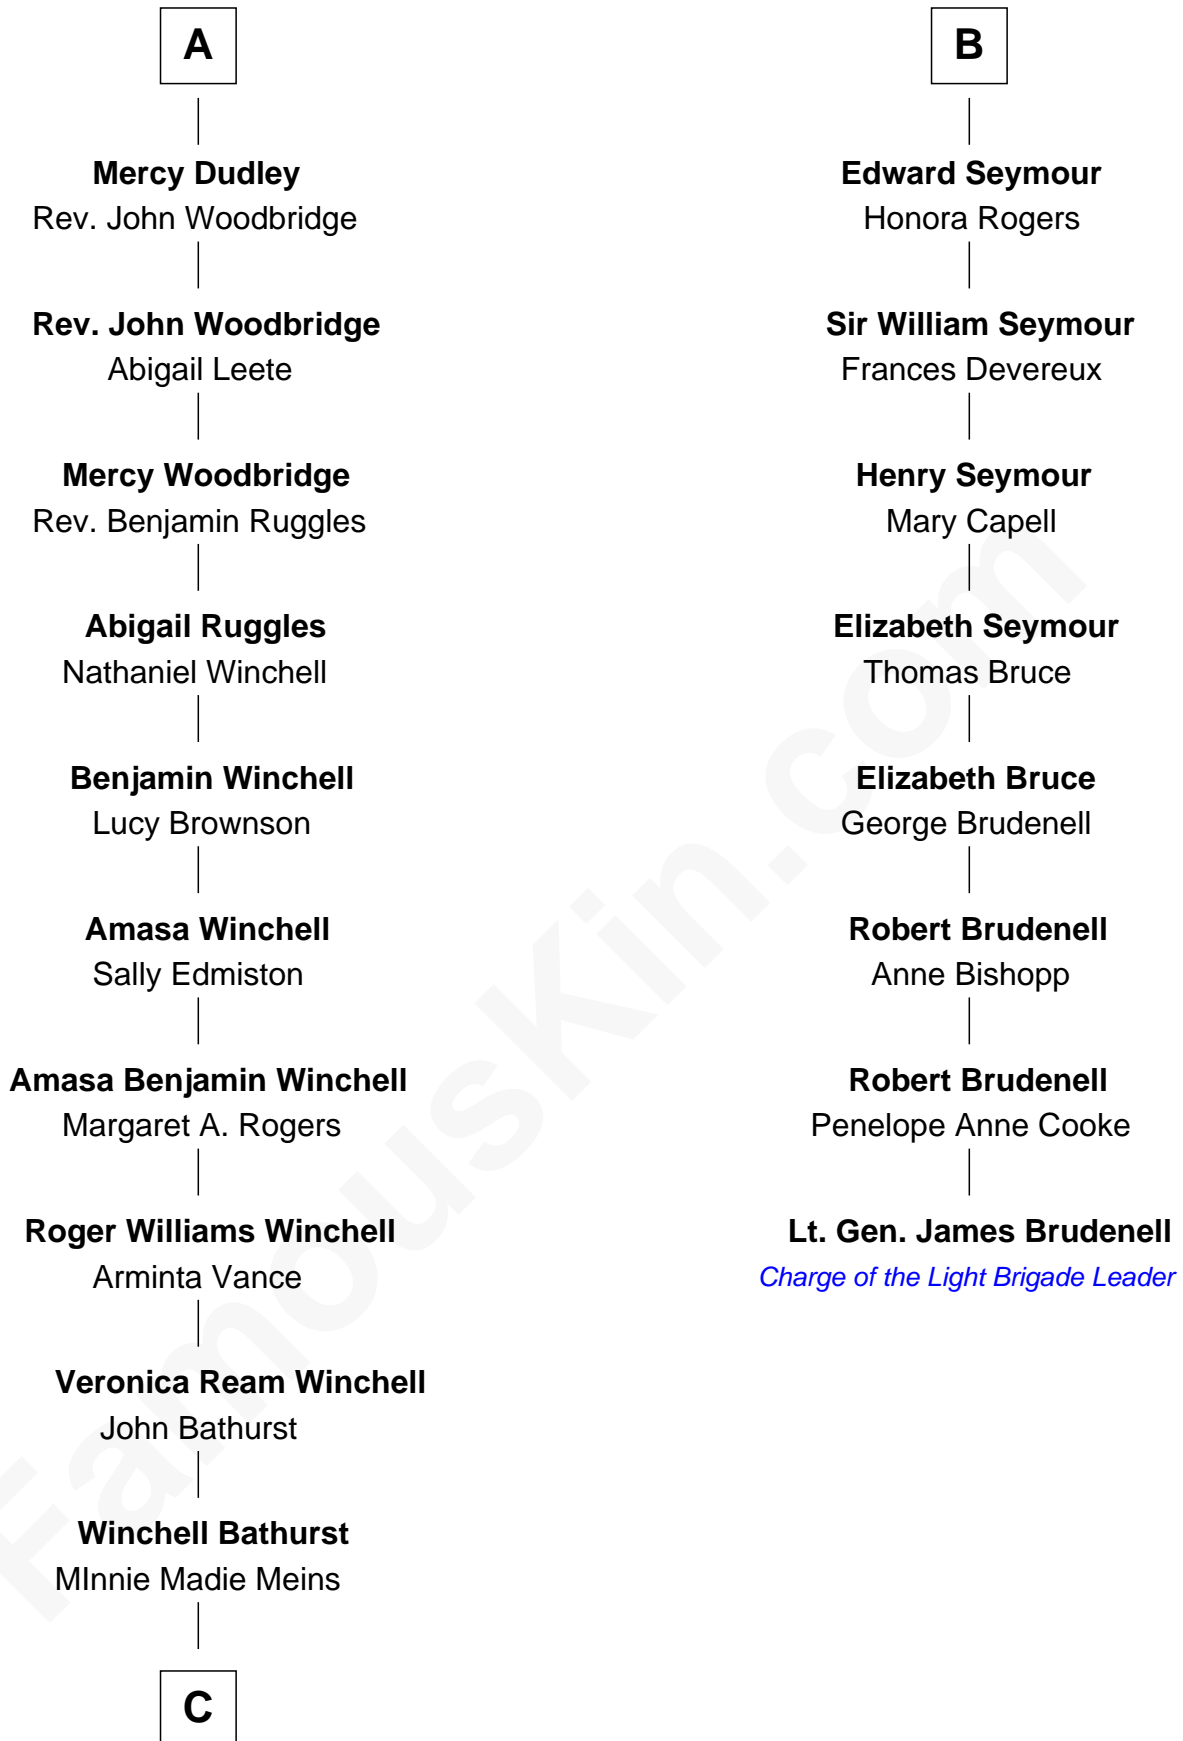 A
Mercy Dudley
Rev. John Woodbridge
Rev. John Woodbridge
Abigail Leete
Mercy Woodbridge
Rev. Benjamin Ruggles
Abigail Ruggles
Nathaniel Winchell
Benjamin Winchell
Lucy Brownson
Amasa Winchell
Sally Edmiston
Amasa Benjamin Winchell
Margaret A. Rogers
Roger Williams Winchell
Arminta Vance
Veronica Ream Winchell
John Bathurst
Winchell Bathurst
MInnie Madie Meins
C
B
Edward Seymour
Honora Rogers
Sir William Seymour
Frances Devereux
Henry Seymour
Mary Capell
Elizabeth Seymour
Thomas Bruce
Elizabeth Bruce
George Brudenell
Robert Brudenell
Anne Bishopp
Robert Brudenell
Penelope Anne Cooke
Lt. Gen. James Brudenell
Charge of the Light Brigade Leader
FamousKin.com